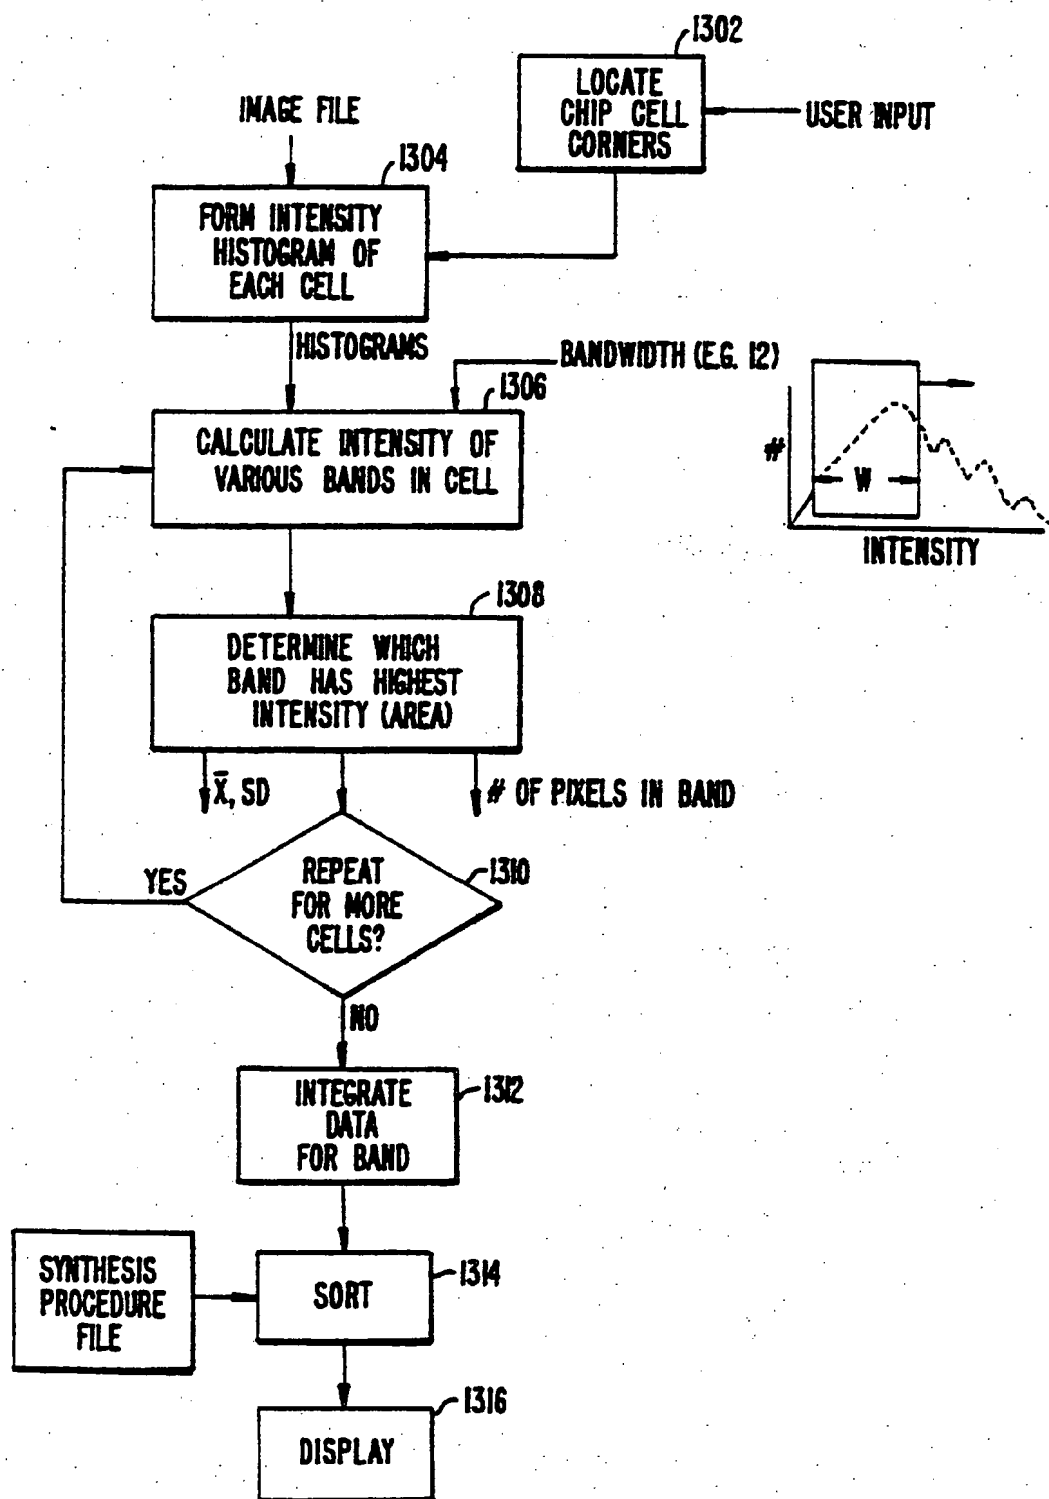 1302
LOCATE
CHIP CELL
CORNERS
USER INPUT
IMAGE FILE
1304
FORM INTENSITY
HISTOGRAM OF
EACH CELL
HISTOGRAMS
BANDWIDTH (E.G. 12)
1306
CALCULATE INTENSITY OF
VARIOUS BANDS IN CELL
#
W
INTENSITY
1308
DETERMINE WHICH
BAND HAS HIGHEST
INTENSITY (AREA)
X̄, SD
# OF PIXELS IN BAND
1310
REPEAT
FOR MORE
CELLS?
YES
NO
1312
INTEGRATE
DATA
FOR BAND
SYNTHESIS
PROCEDURE
FILE
1314
SORT
1316
DISPLAY